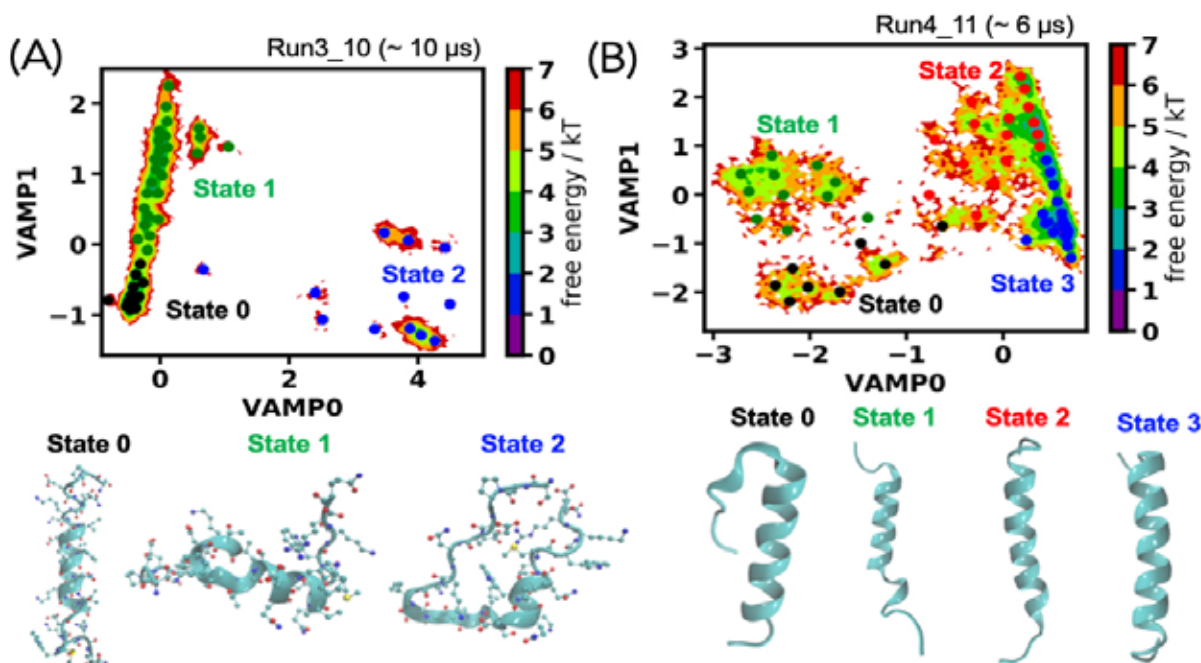 (A)
Run3_10 (~ 10 µs)
VAMP1
2
1
0
−1
0
2
4
VAMP0
State 1
State 2
State 0
7
6
5
4
3
2
1
0
free energy / kT
State 0
State 1
State 2
(B)
Run4_11 (~ 6 µs)
VAMP1
3
2
1
0
−1
−2
−3
−2
−1
0
VAMP0
State 2
State 1
State 3
State 0
7
6
5
4
3
2
1
0
free energy / kT
State 0
State 1
State 2
State 3